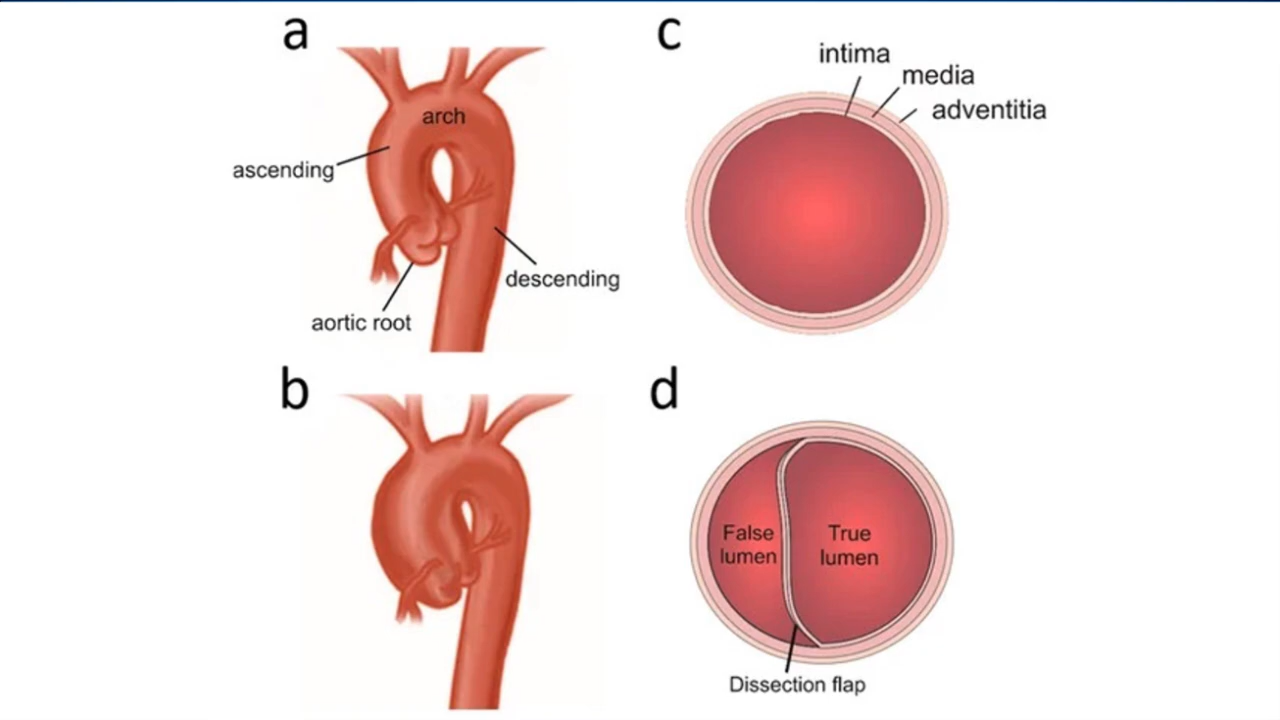 a
arch
ascending
descending
aortic root
c
intima
media
adventitia
b
d
False
lumen
True
lumen
Dissection flap